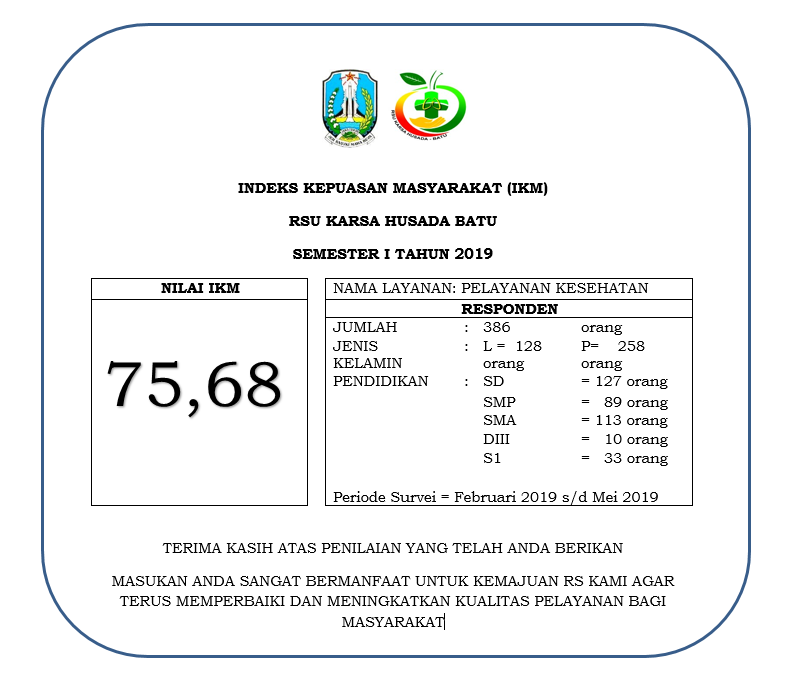 RSU KARSA HUSADA - BATU
INDEKS KEPUASAN MASYARAKAT (IKM)
RSU KARSA HUSADA BATU
SEMESTER I TAHUN 2019
NILAI IKM
75,68
NAMA LAYANAN: PELAYANAN KESEHATAN
RESPONDEN
JUMLAH : 386 orang
JENIS : L = 128 P= 258
KELAMIN orang orang
PENDIDIKAN : SD = 127 orang
SMP = 89 orang
SMA = 113 orang
DIII = 10 orang
S1 = 33 orang
Periode Survei = Februari 2019 s/d Mei 2019
TERIMA KASIH ATAS PENILAIAN YANG TELAH ANDA BERIKAN
MASUKAN ANDA SANGAT BERMANFAAT UNTUK KEMAJUAN RS KAMI AGAR
TERUS MEMPERBAIKI DAN MENINGKATKAN KUALITAS PELAYANAN BAGI
MASYARAKAT